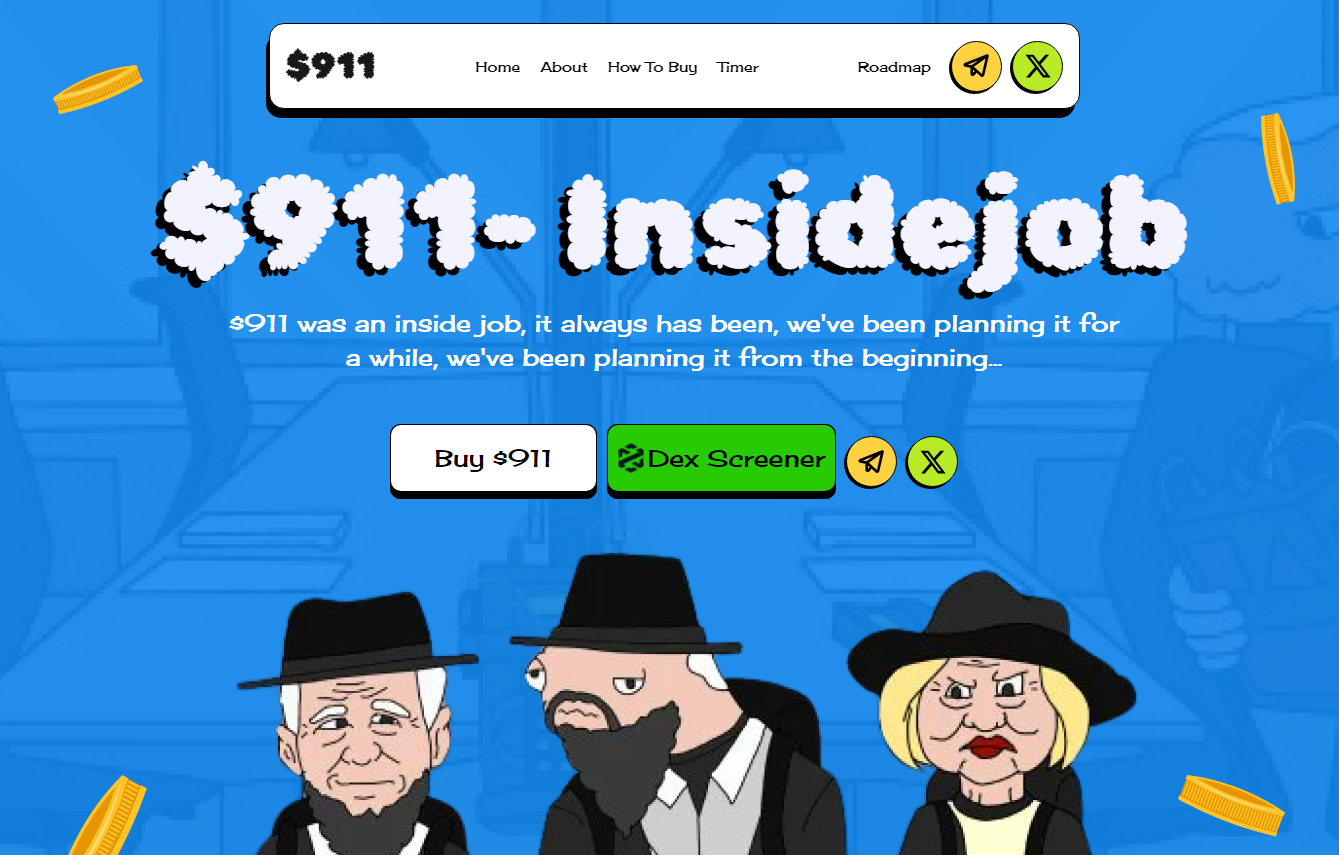 $911
Home About How To Buy Timer Roadmap
$911- Insidejob
$911 was an inside job, it always has been, we've been planning it for
a while, we've been planning it from the beginning...
Buy $911
Dex Screener